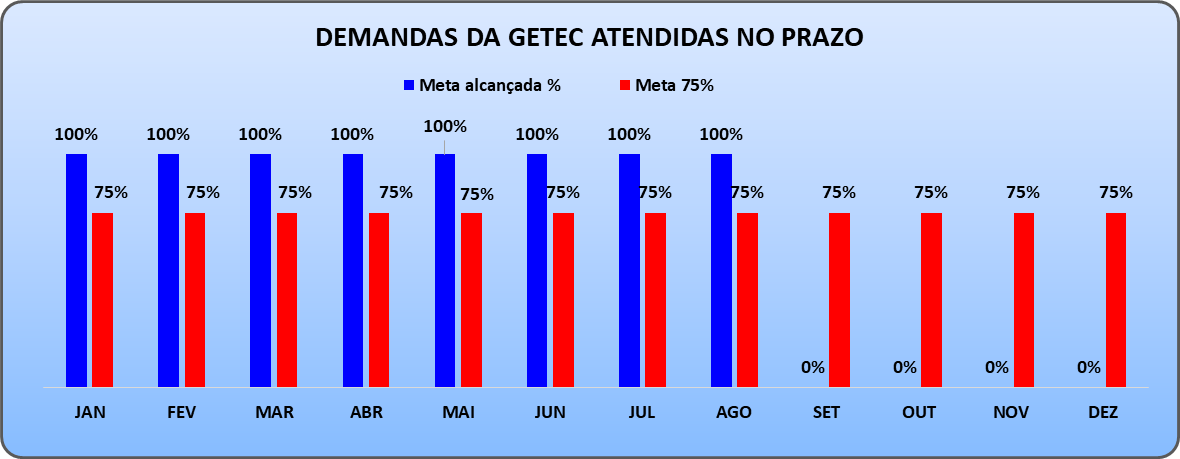 DEMANDAS DA GETEC ATENDIDAS NO PRAZO
Meta alcançada % Meta 75%
100% 100% 100% 100% 100% 100% 100% 100%
75% 75% 75% 75% 75% 75% 75% 75% 75% 75% 75% 75%
0% 0% 0% 0%
JAN FEV MAR ABR MAI JUN JUL AGO SET OUT NOV DEZ